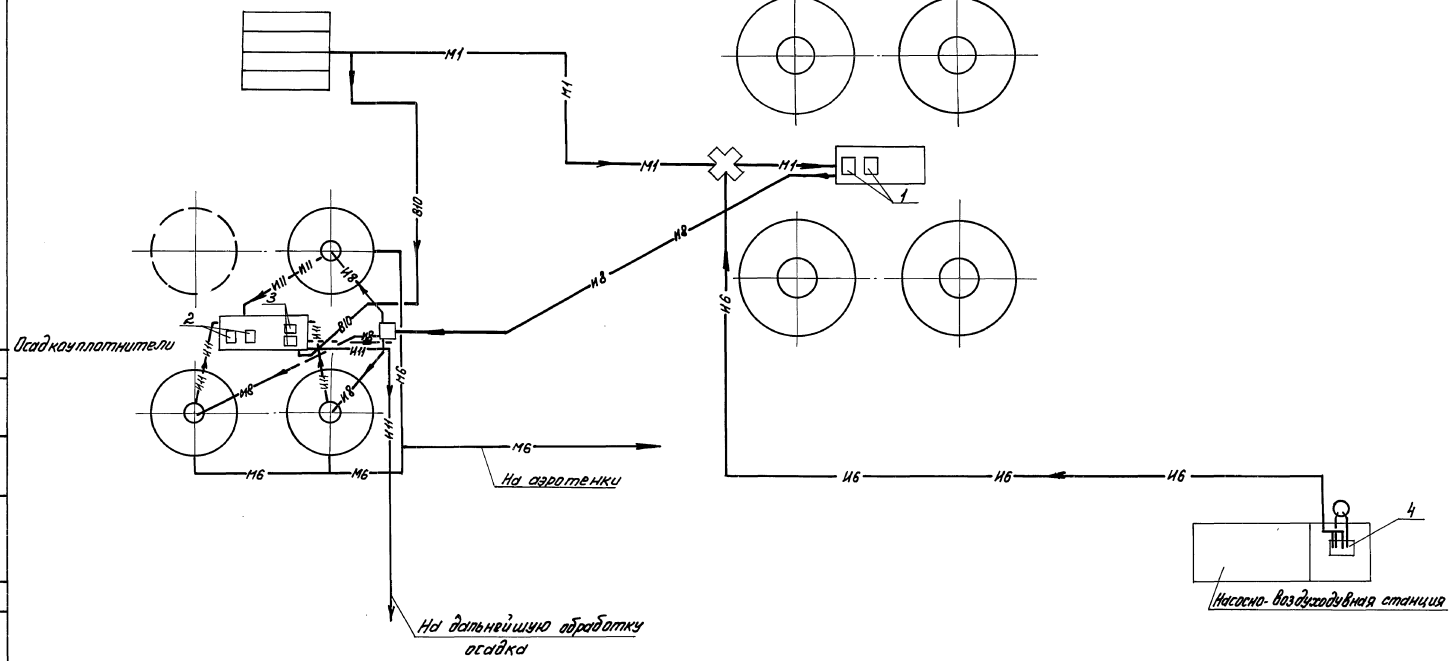 М1
М1
М1
М1
1
В10
И8
И8
И11
И11
И8
3
2
В10
И11
И8
И11
Осадкоуплотнители
И11
И8
И11
И8
М6
И11
И6
М6
На аэротенки
М6
М6
И6
И6
И6
4
Насосно-воздуходувная станция
На дальнейшую обработку
осадка